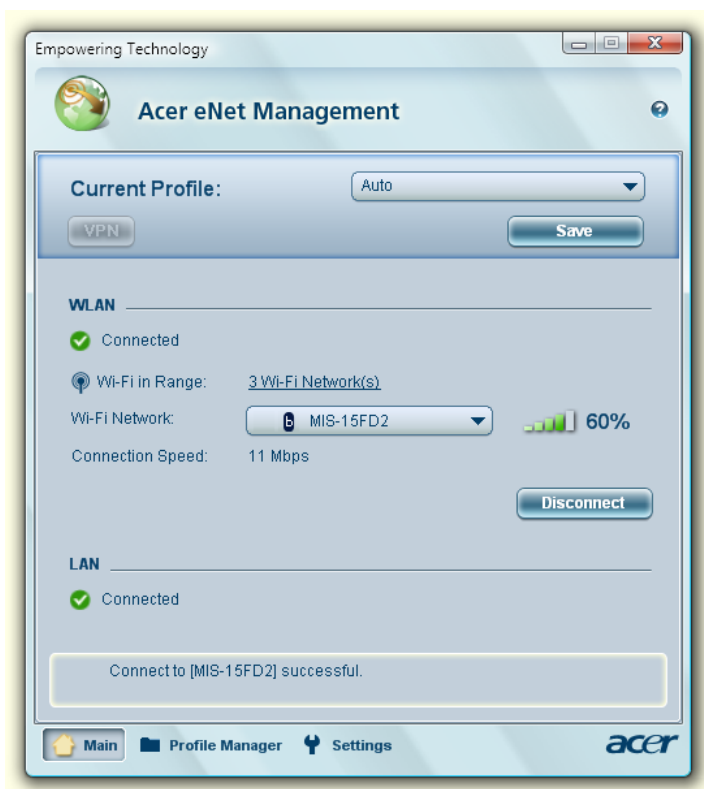 Empowering Technology
Acer eNet Management
Current Profile: Auto
VPN Save
WLAN
Connected
Wi-Fi in Range: 3 Wi-Fi Network(s)
Wi-Fi Network: b MIS-15FD2 60%
Connection Speed: 11 Mbps
Disconnect
LAN
Connected
Connect to [MIS-15FD2] successful.
Main Profile Manager Settings acer